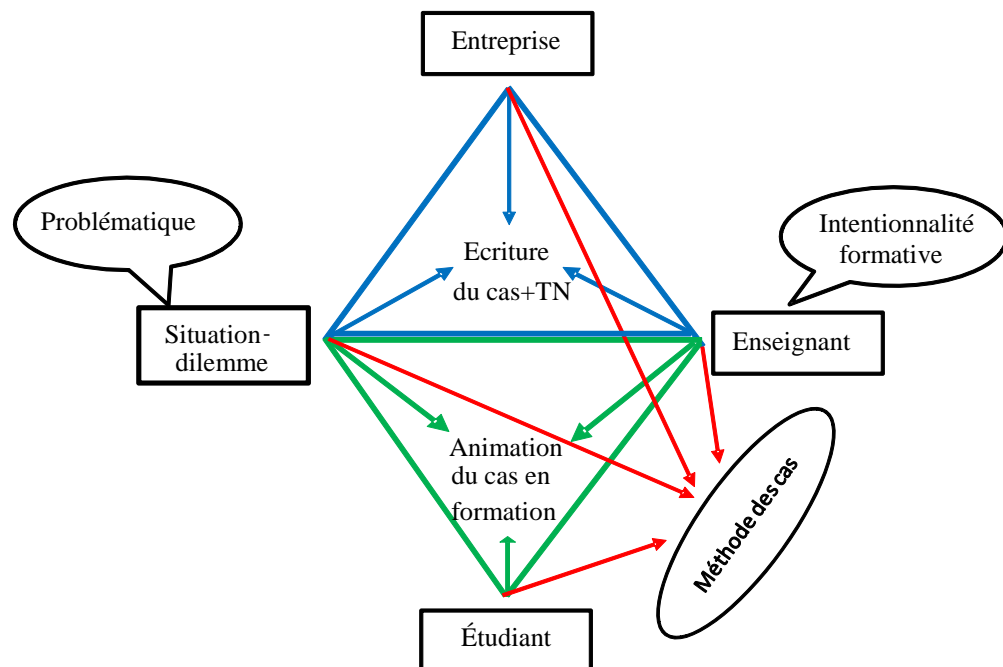 Entreprise
Problématique
Intentionnalité
formative
Ecriture
du cas+TN
Situation-
dilemme
Enseignant
Animation
du cas en
formation
Méthode des cas
Étudiant